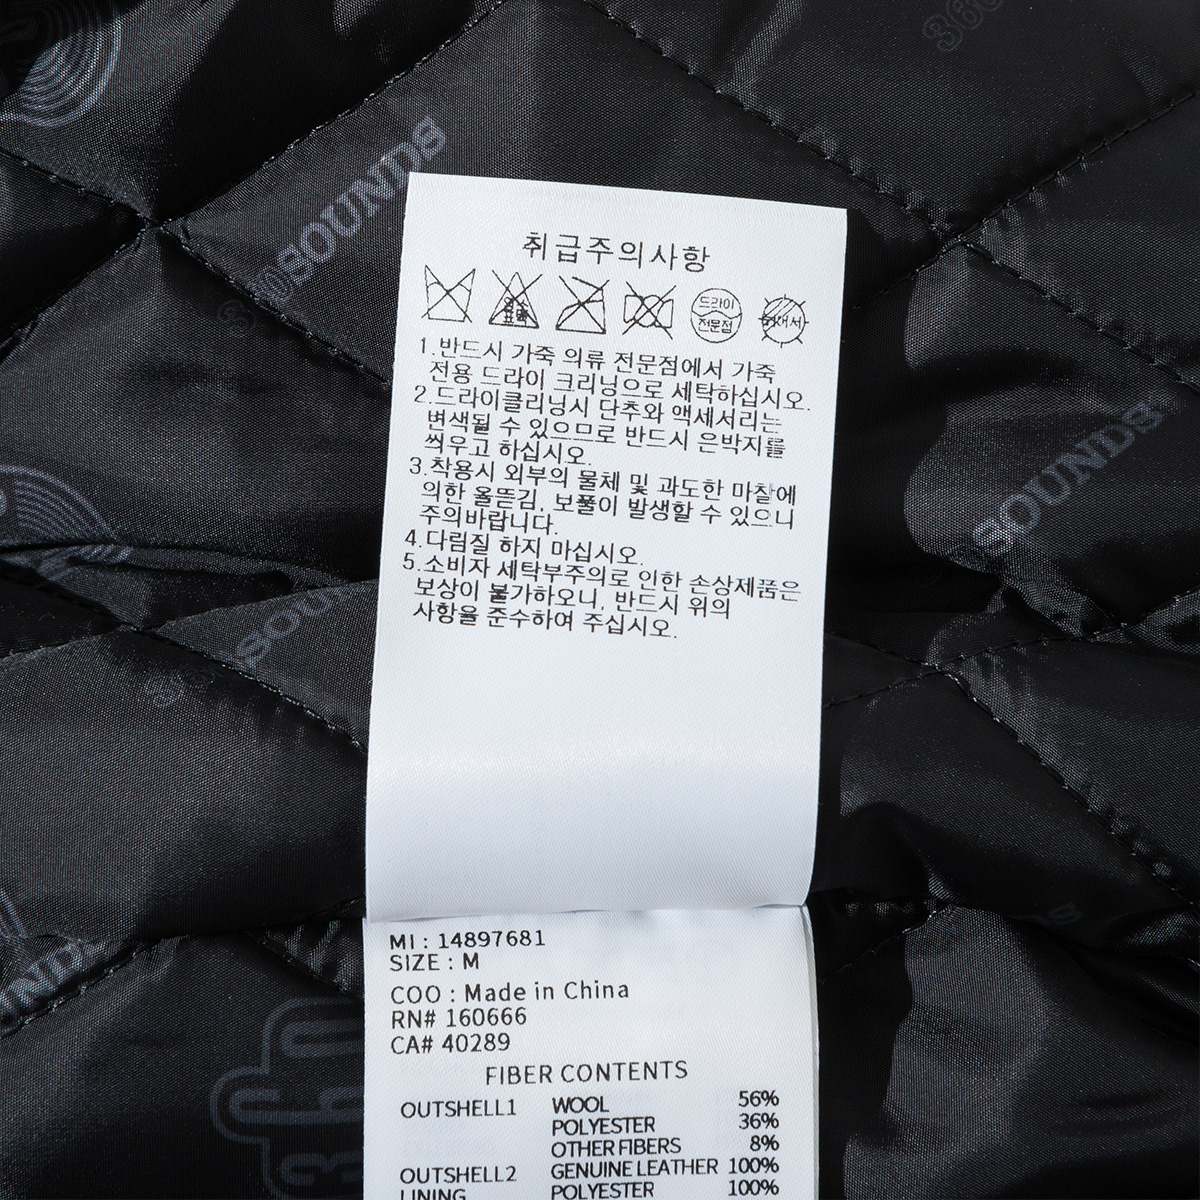 360SOUNDS
360
취급주의사항
드라이
전문점
1.반드시 가죽 의류 전문점에서 가죽
전용 드라이 크리닝으로 세탁하십시오.
2.드라이클리닝시 단추와 액세서리는
변색될 수 있으므로 반드시 은박지를
씌우고 하십시오.
3.착용시 외부의 물체 및 과도한 마찰에
의한 올뜯김, 보풀이 발생할 수 있으니
주의바랍니다.
4.다림질 하지 마십시오.
5.소비자 세탁부주의로 인한 손상제품은
보상이 불가하오니, 반드시 위의
사항을 준수하여 주십시오.
360SOUNDS
360SOU
MI : 14897681
SIZE : M
COO : Made in China
RN# 160666
CA# 40289
FIBER CONTENTS
OUTSHELL1 WOOL 56%
POLYESTER 36%
OTHER FIBERS 8%
OUTSHELL2 GENUINE LEATHER 100%
LINING POLYESTER 100%
360